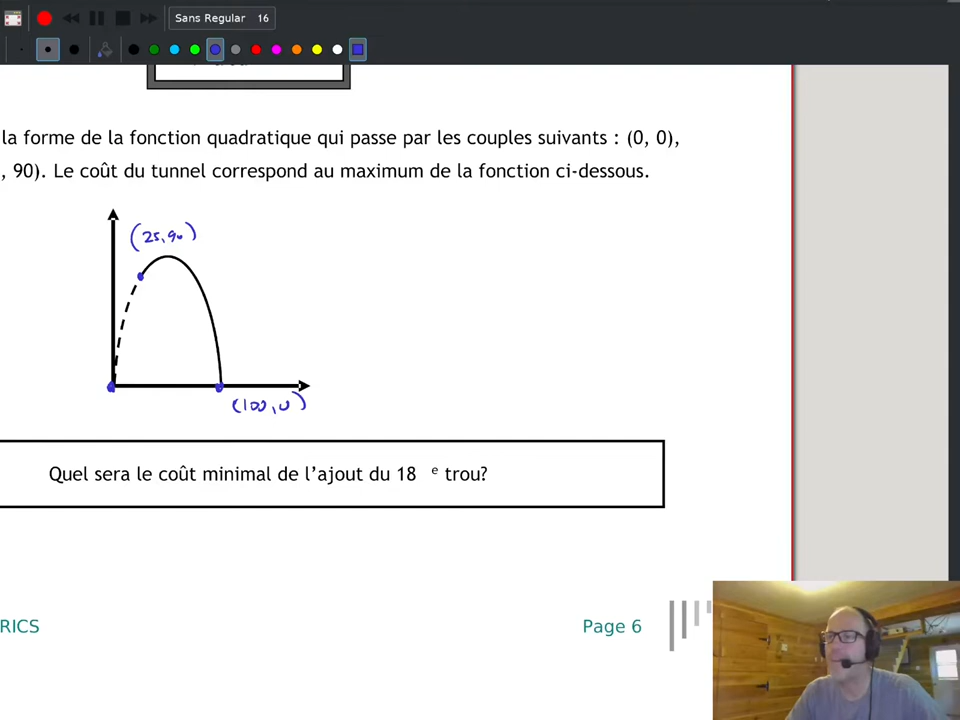 Sans Regular 16
la forme de la fonction quadratique qui passe par les couples suivants : (0, 0),
, 90). Le coût du tunnel correspond au maximum de la fonction ci-dessous.
(25,90)
(100,0)
Quel sera le coût minimal de l'ajout du 18 e trou?
RICS
Page 6